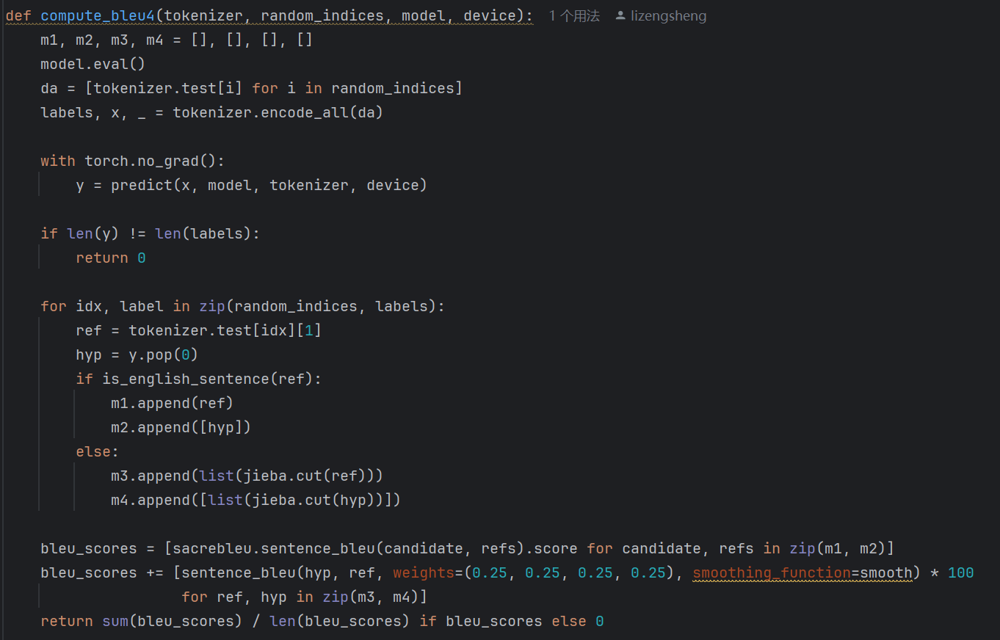 def compute_bleu4(tokenizer, random_indices, model, device): 1 个用法 lizengsheng
    m1, m2, m3, m4 = [], [], [], []
    model.eval()
    da = [tokenizer.test[i] for i in random_indices]
    labels, x, _ = tokenizer.encode_all(da)

    with torch.no_grad():
        y = predict(x, model, tokenizer, device)

    if len(y) != len(labels):
        return 0

    for idx, label in zip(random_indices, labels):
        ref = tokenizer.test[idx][1]
        hyp = y.pop(0)
        if is_english_sentence(ref):
            m1.append(ref)
            m2.append([hyp])
        else:
            m3.append(list(jieba.cut(ref)))
            m4.append([list(jieba.cut(hyp))])

    bleu_scores = [sacrebleu.sentence_bleu(candidate, refs).score for candidate, refs in zip(m1, m2)]
    bleu_scores += [sentence_bleu(hyp, ref, weights=(0.25, 0.25, 0.25, 0.25), smoothing_function=smooth) * 100
                    for ref, hyp in zip(m3, m4)]
    return sum(bleu_scores) / len(bleu_scores) if bleu_scores else 0